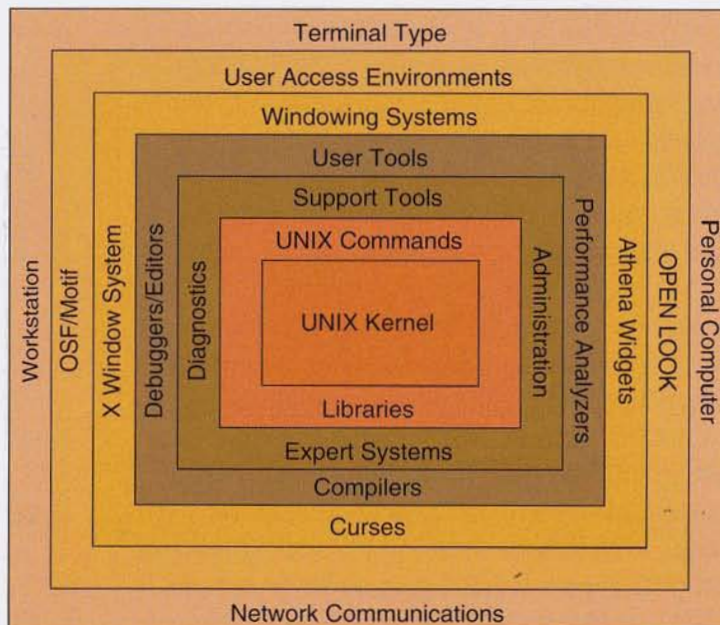 Terminal Type
User Access Environments
Windowing Systems
User Tools
Support Tools
UNIX Commands
UNIX Kernel
Libraries
Expert Systems
Compilers
Curses
Network Communications
Workstation
OSF/Motif
X Window System
Debuggers/Editors
Diagnostics
Administration
Performance Analyzers
Athena Widgets
OPEN LOOK
Personal Computer